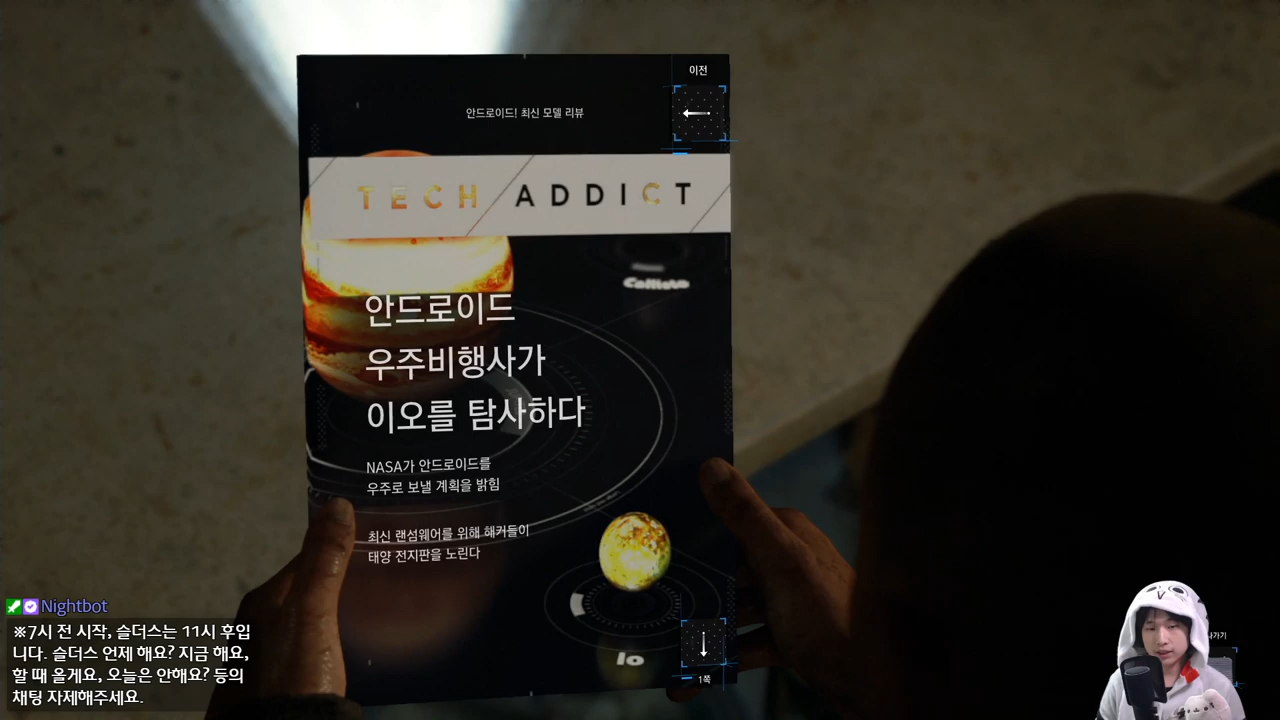 이전
안드로이드! 최신 모델 리뷰
TECH ADDICT
Callisto
안드로이드
우주비행사가
이오를 탐사하다
NASA가 안드로이드를
우주로 보낼 계획을 밝힘
최신 랜섬웨어를 위해 해커들이
태양 전지판을 노린다
Io
1쪽
Nightbot
※7시 전 시작, 슬더스는 11시 후입
니다. 슬더스 언제 해요? 지금 해요,
할 때 올게요, 오늘은 안해요? 등의
채팅 자제해주세요.
나가기